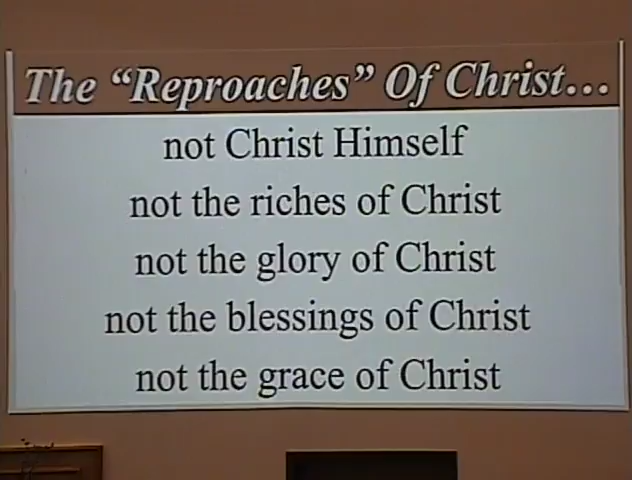 The “Reproaches” Of Christ...
not Christ Himself
not the riches of Christ
not the glory of Christ
not the blessings of Christ
not the grace of Christ